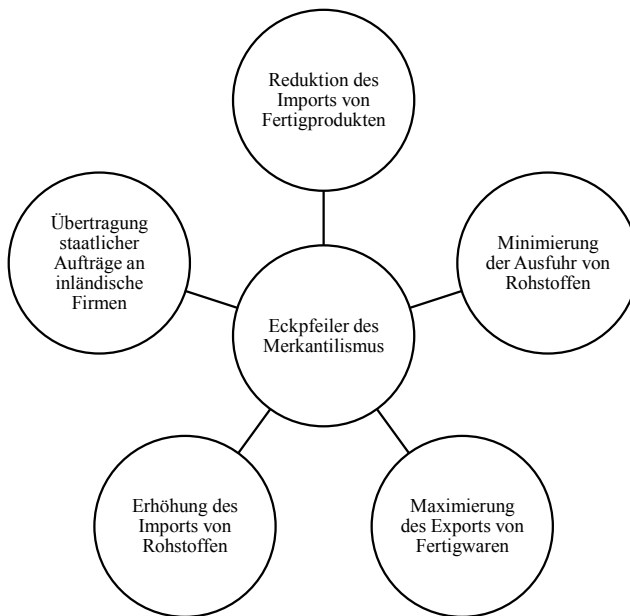 Reduktion des
Imports von
Fertigprodukten
Übertragung
staatlicher
Aufträge an
inländische
Firmen
Minimierung
der Ausfuhr von
Rohstoffen
Eckpfeiler des
Merkantilismus
Erhöhung des
Imports von
Rohstoffen
Maximierung
des Exports von
Fertigwaren